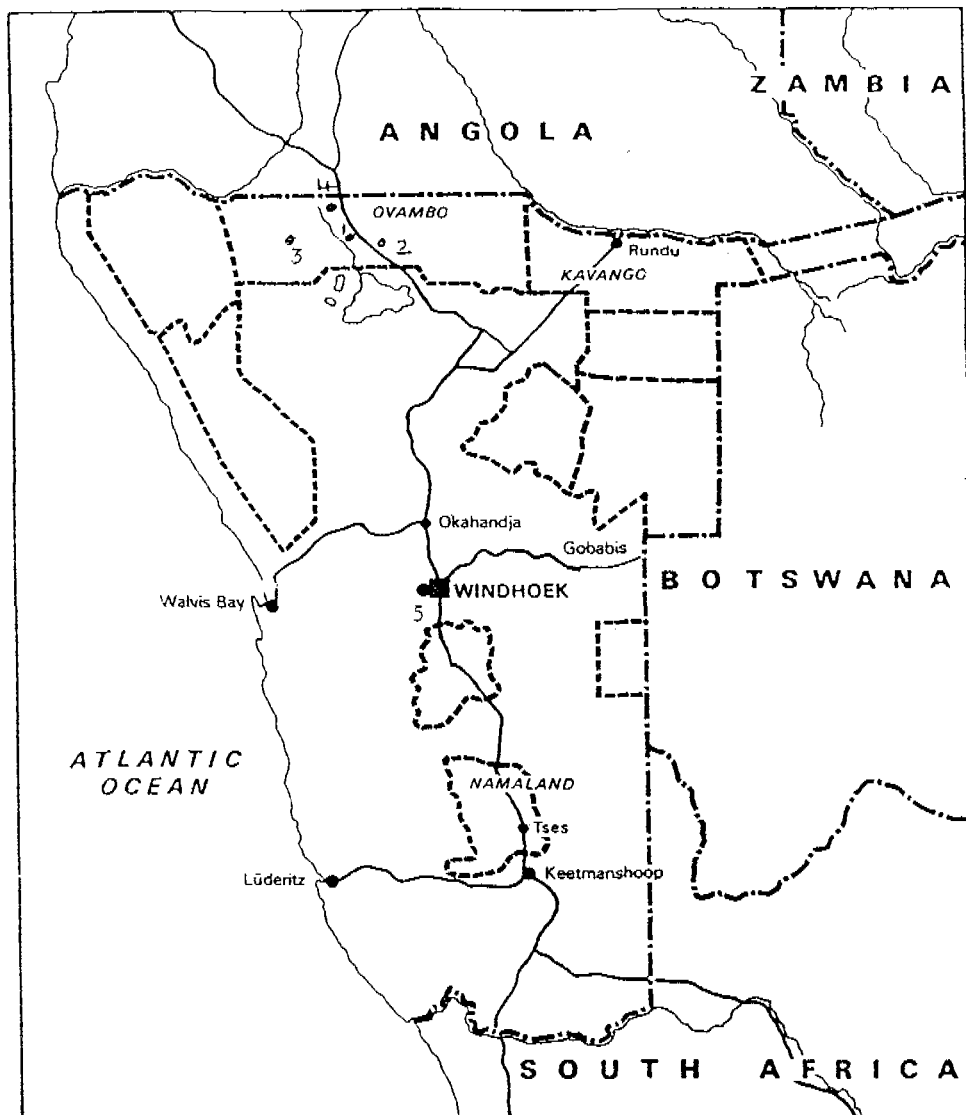 ZAMBIA
ANGOLA
4
OVAMBO
1
2
3
Rundu
KAVANGO
Okahandja
Gobabis
BOTSWANA
WINDHOEK
Walvis Bay
5
ATLANTIC
OCEAN
NAMALAND
Tses
Lüderitz
Keetmanshoop
SOUTH AFRICA